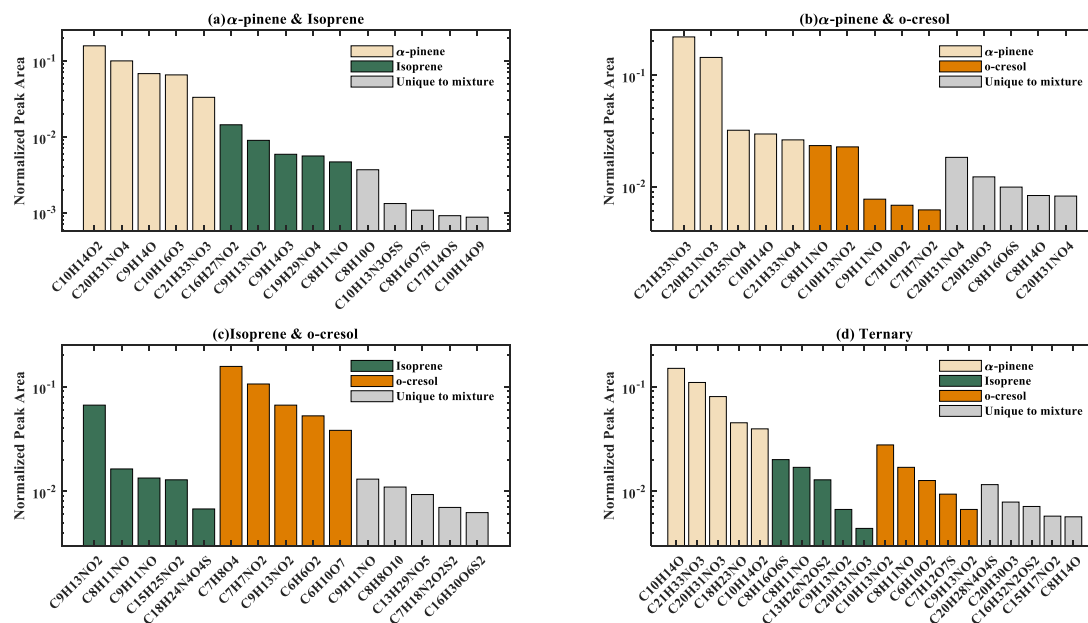 (a)α-pinene & Isoprene
Normalized Peak Area
10⁻¹
10⁻²
10⁻³
α-pinene
Isoprene
Unique to mixture
C10H14O2
C20H31NO4
C9H14O
C10H16O3
C21H33NO3
C16H27NO2
C9H13NO2
C9H14O3
C19H29NO4
C8H11NO
C8H10O
C10H13N3O5S
C8H16O7S
C17H14OS
C10H14O9
(b)α-pinene & o-cresol
Normalized Peak Area
10⁻¹
10⁻²
α-pinene
o-cresol
Unique to mixture
C21H33NO3
C20H31NO3
C21H35NO4
C10H14O
C21H33NO4
C8H11NO
C10H13NO2
C9H11NO
C7H10O2
C7H7NO2
C20H31NO4
C20H30O3
C8H16O6S
C8H14O
C20H31NO4
(c)Isoprene & o-cresol
Normalized Peak Area
10⁻¹
10⁻²
Isoprene
o-cresol
Unique to mixture
C9H13NO2
C8H11NO
C9H11NO
C15H25NO2
C18H24N4O4S
C7H8O4
C7H7NO2
C9H13NO2
C6H6O2
C6H10O7
C9H11NO
C8H8O10
C13H29NO5
C7H18N2O2S2
C16H30O6S2
(d) Ternary
Normalized Peak Area
10⁻¹
10⁻²
α-pinene
Isoprene
o-cresol
Unique to mixture
C10H14O
C21H33NO3
C20H31NO3
C18H23NO
C10H14O2
C8H16O6S
C8H11NO
C13H26N2OS2
C9H13NO2
C20H31NO3
C10H13NO2
C8H11NO
C6H10O2
C7H12O7S
C9H13NO2
C20H28N4O4S
C20H30O3
C16H32N2OS2
C15H17NO2
C8H14O